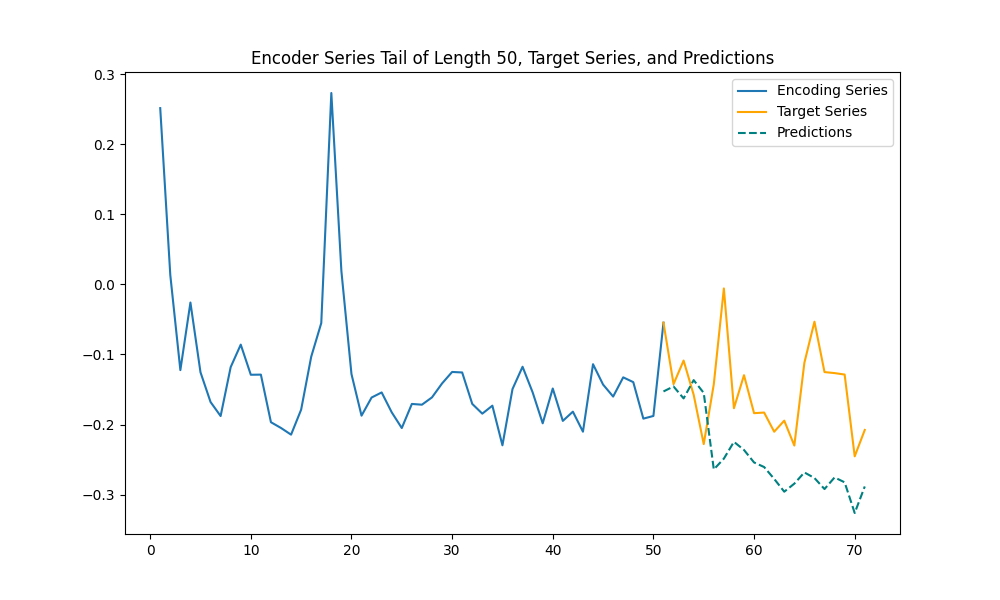 Encoder Series Tail of Length 50, Target Series, and Predictions
Encoding Series
Target Series
Predictions
0.3
0.2
0.1
0.0
−0.1
−0.2
−0.3
0 10 20 30 40 50 60 70